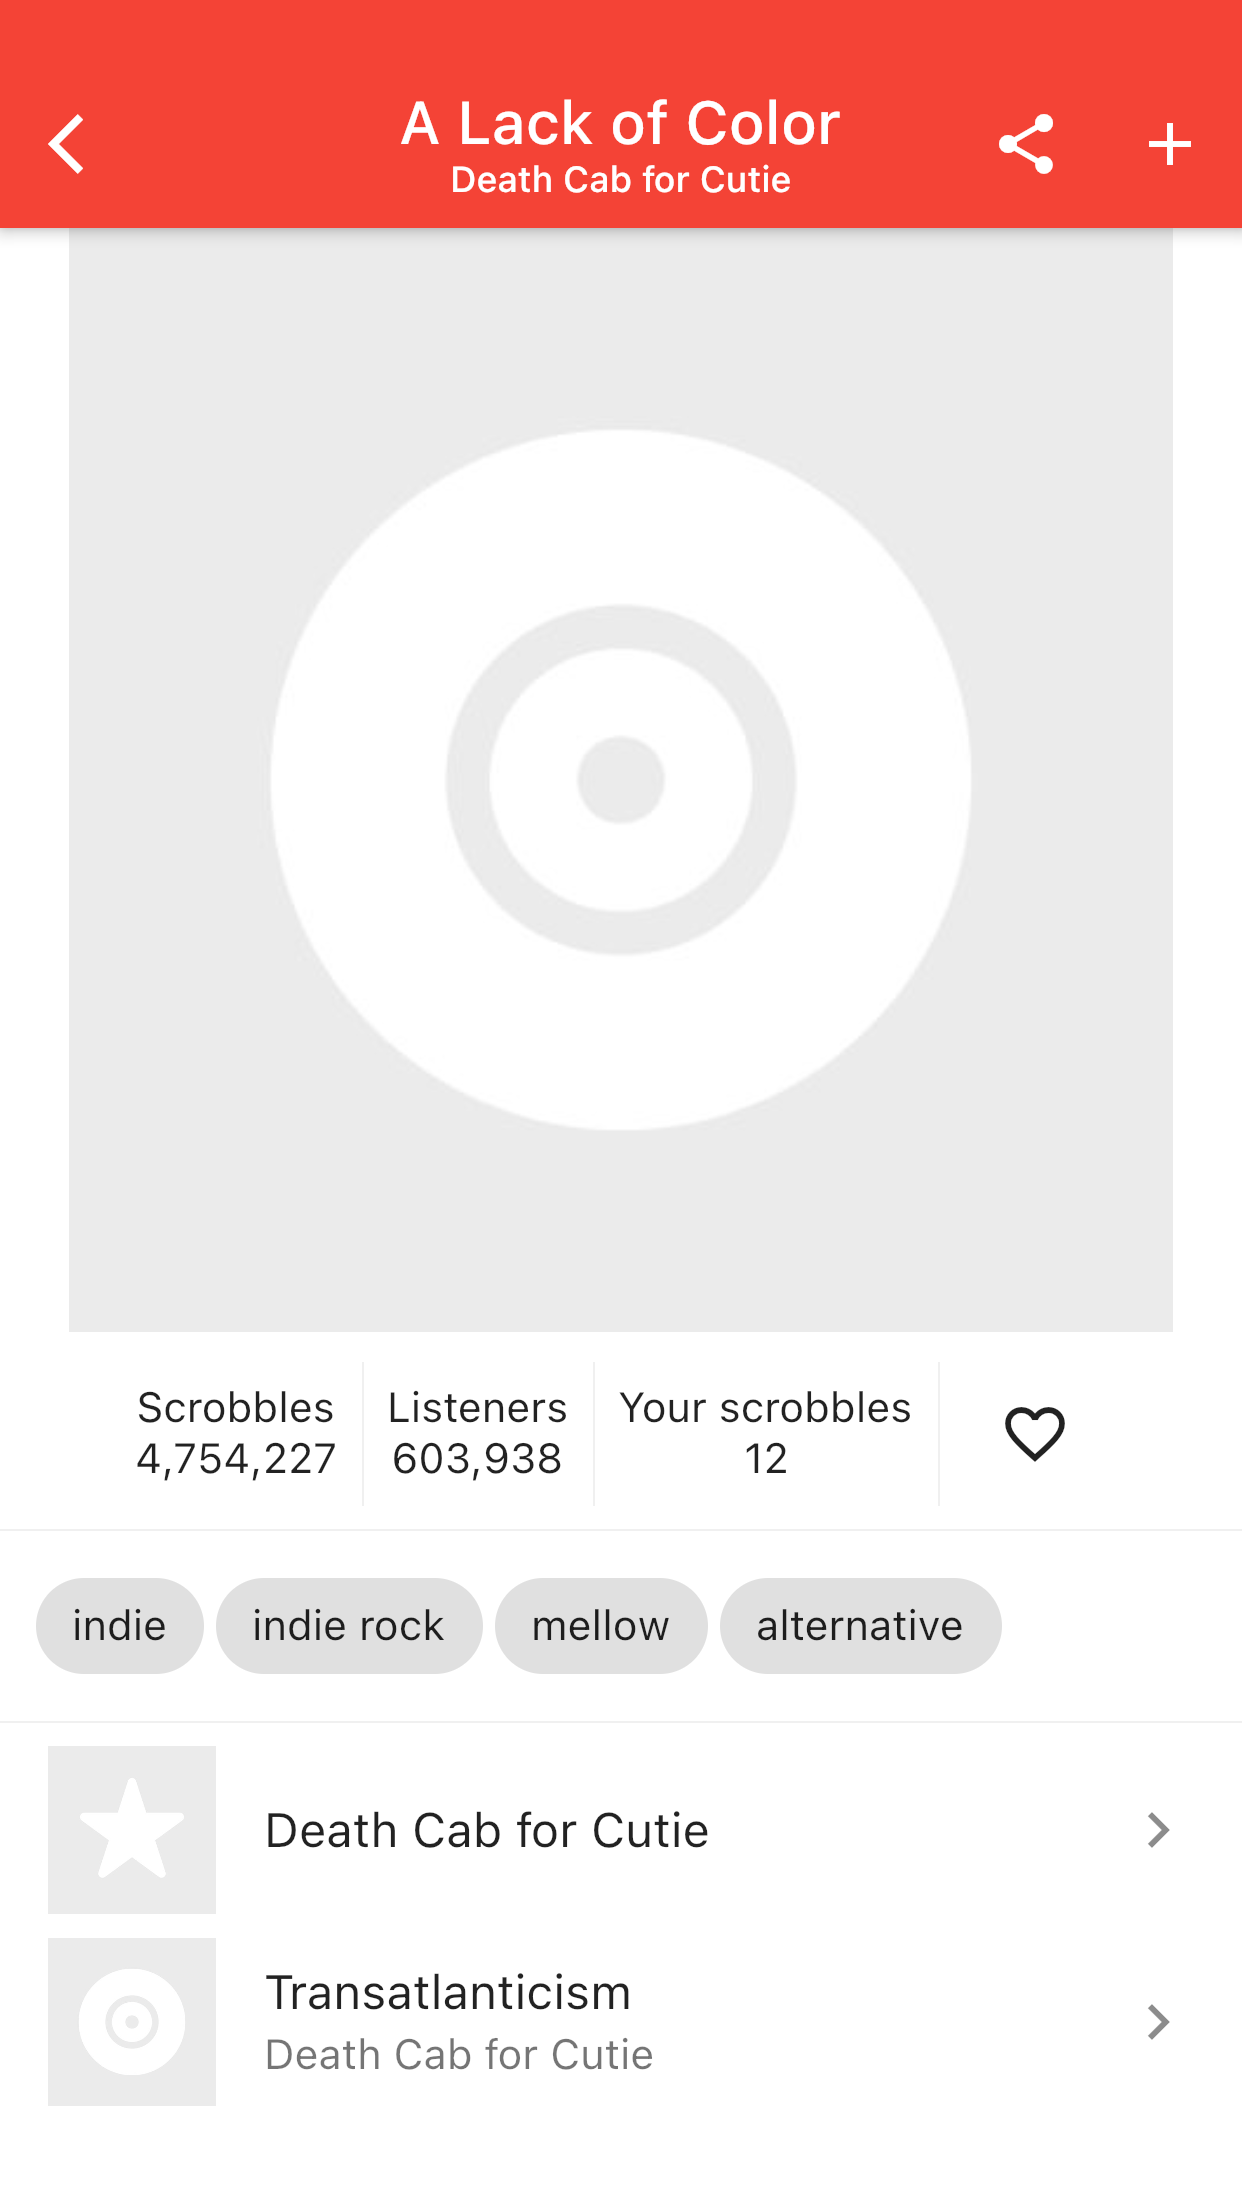 A Lack of Color
Death Cab for Cutie
Scrobbles
4,754,227
Listeners
603,938
Your scrobbles
12
indie
indie rock
mellow
alternative
Death Cab for Cutie
Transatlanticism
Death Cab for Cutie